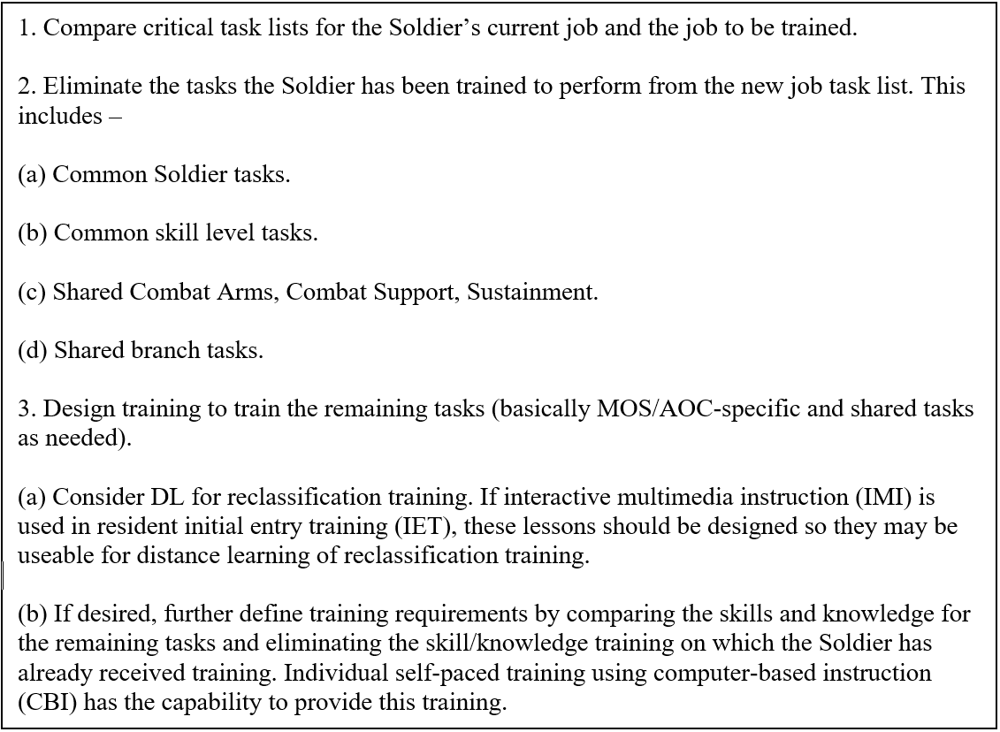 1. Compare critical task lists for the Soldier’s current job and the job to be trained.
2. Eliminate the tasks the Soldier has been trained to perform from the new job task list. This
includes –
(a) Common Soldier tasks.
(b) Common skill level tasks.
(c) Shared Combat Arms, Combat Support, Sustainment.
(d) Shared branch tasks.
3. Design training to train the remaining tasks (basically MOS/AOC-specific and shared tasks
as needed).
(a) Consider DL for reclassification training. If interactive multimedia instruction (IMI) is
used in resident initial entry training (IET), these lessons should be designed so they may be
useable for distance learning of reclassification training.
(b) If desired, further define training requirements by comparing the skills and knowledge for
the remaining tasks and eliminating the skill/knowledge training on which the Soldier has
already received training. Individual self-paced training using computer-based instruction
(CBI) has the capability to provide this training.